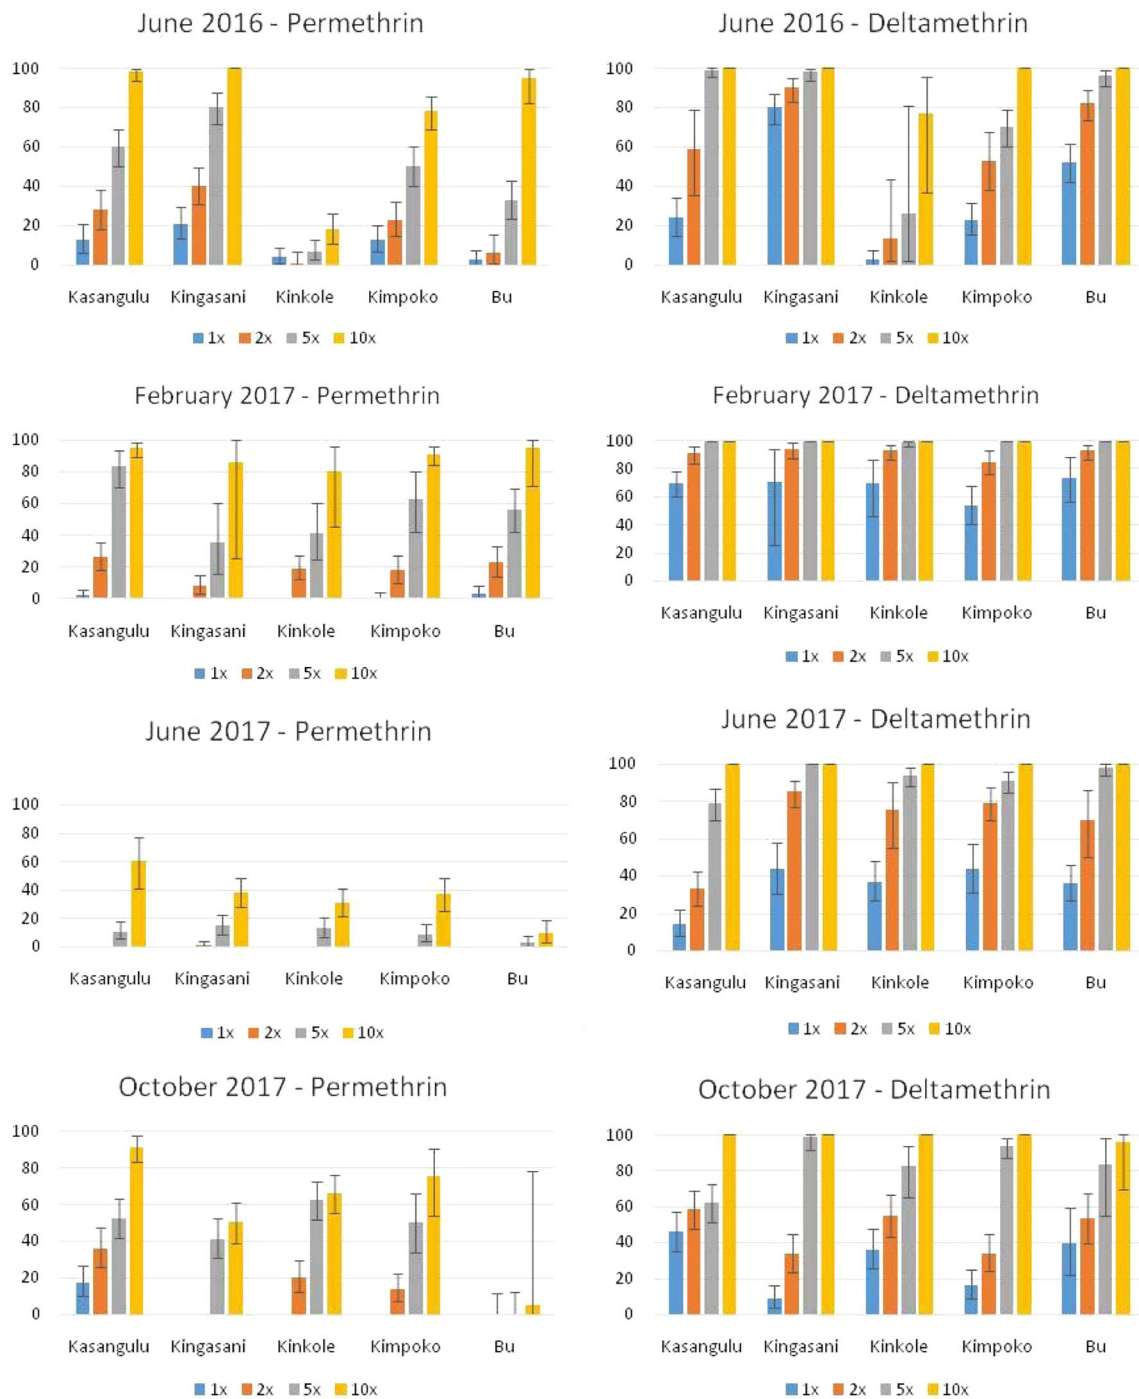 June 2016 - Permethrin
100
80
60
40
20
0
Kasangulu Kingasani Kinkole Kimpoko Bu
1x 2x 5x 10x
June 2016 - Deltamethrin
100
80
60
40
20
0
Kasangulu Kingasani Kinkole Kimpoko Bu
1x 2x 5x 10x
February 2017 - Permethrin
100
80
60
40
20
0
Kasangulu Kingasani Kinkole Kimpoko Bu
1x 2x 5x 10x
February 2017 - Deltamethrin
100
80
60
40
20
0
Kasangulu Kingasani Kinkole Kimpoko Bu
1x 2x 5x 10x
June 2017 - Permethrin
100
80
60
40
20
0
Kasangulu Kingasani Kinkole Kimpoko Bu
1x 2x 5x 10x
June 2017 - Deltamethrin
100
80
60
40
20
0
Kasangulu Kingasani Kinkole Kimpoko Bu
1x 2x 5x 10x
October 2017 - Permethrin
100
80
60
40
20
0
Kasangulu Kingasani Kinkole Kimpoko Bu
1x 2x 5x 10x
October 2017 - Deltamethrin
100
80
60
40
20
0
Kasangulu Kingasani Kinkole Kimpoko Bu
1x 2x 5x 10x